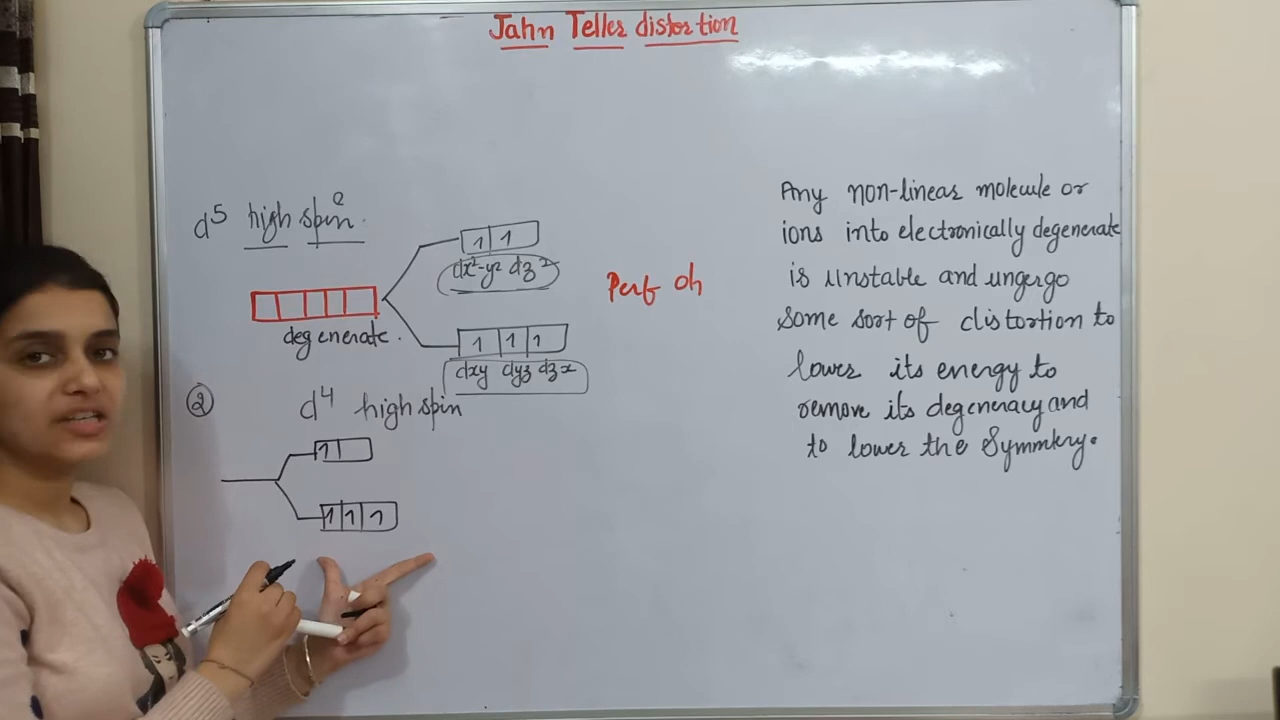 Jahn Teller distortion
d⁵ high spin e
1 1
dx²-y² dz²
Perf Oh
degenerate.
1 1 1
dxy dyz dzx
② d⁴ high spin
1
1 1 1
Any non-linear molecule or
ions into electronically degenerate
is unstable and ungergo
some sort of distortion to
lower its energy to
remove its degeneracy and
to lower the Symmtry.